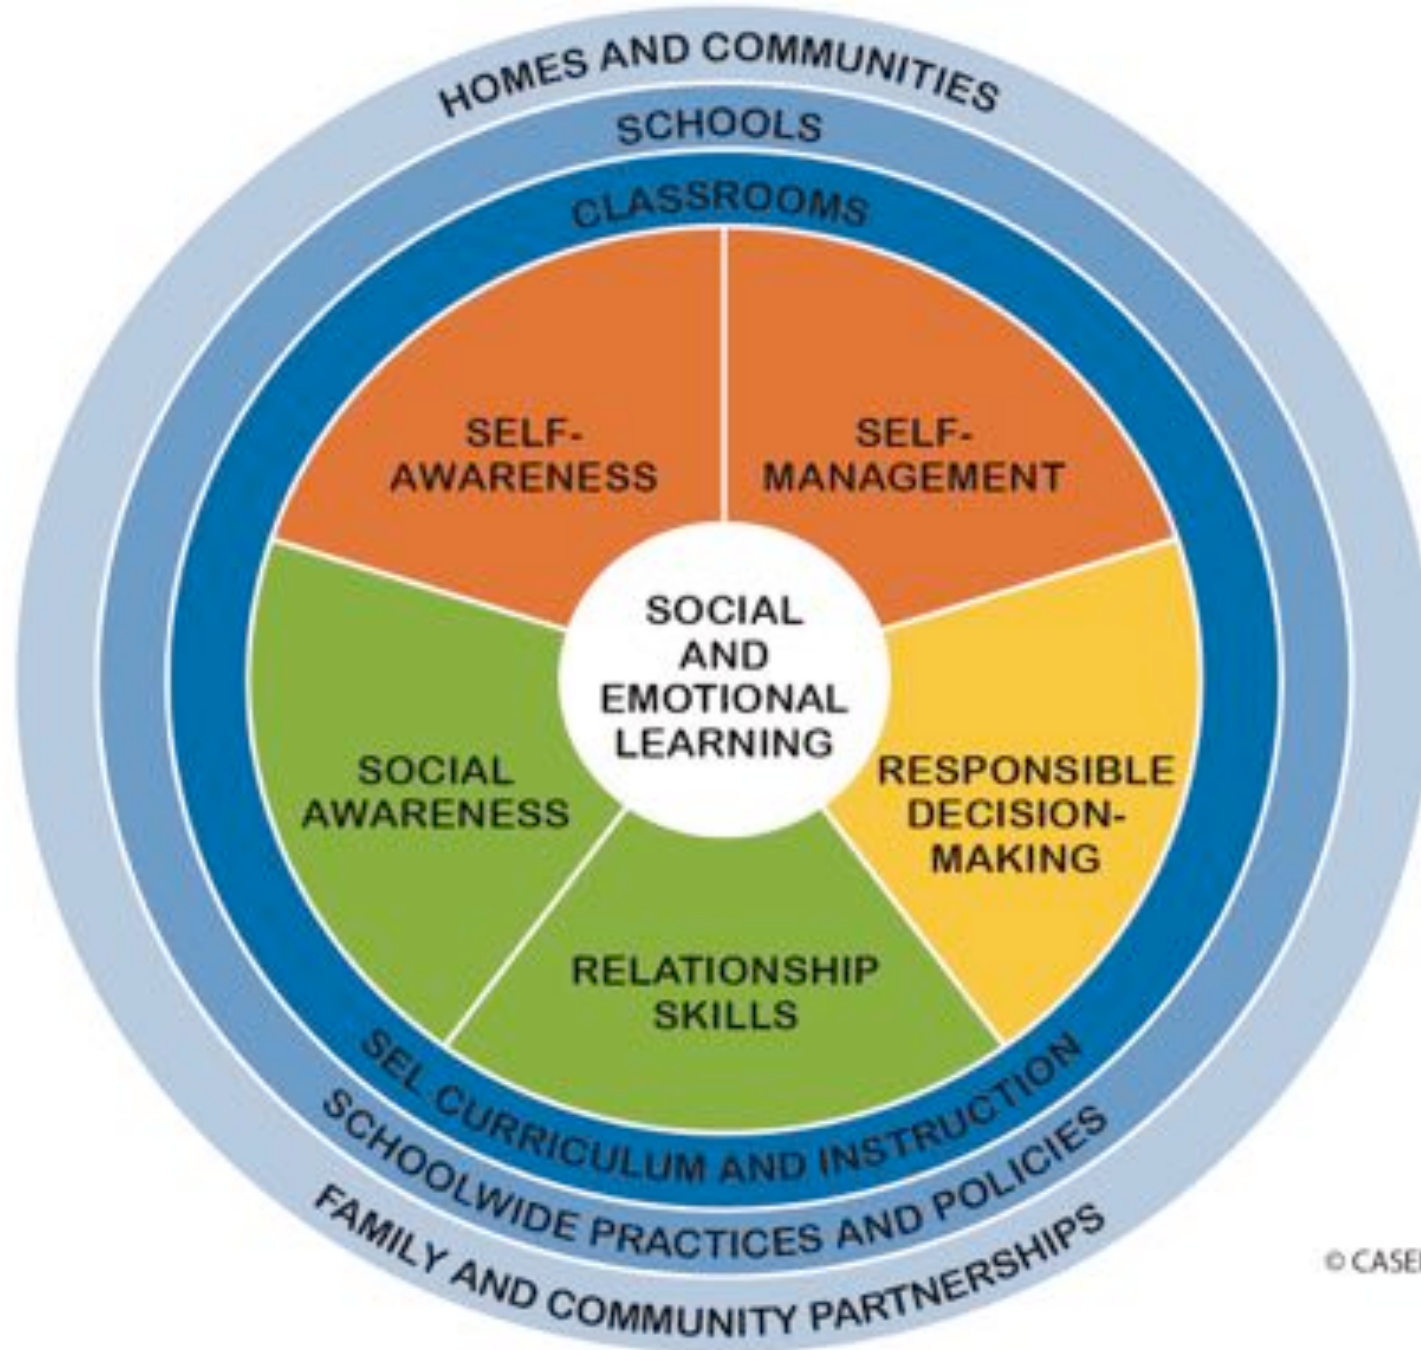 HOMES AND COMMUNITIES
SCHOOLS
CLASSROOMS
SELF-
AWARENESS
SELF-
MANAGEMENT
SOCIAL
AND
EMOTIONAL
LEARNING
SOCIAL
AWARENESS
RESPONSIBLE
DECISION-
MAKING
RELATIONSHIP
SKILLS
SEL CURRICULUM AND INSTRUCTION
SCHOOLWIDE PRACTICES AND POLICIES
FAMILY AND COMMUNITY PARTNERSHIPS
©